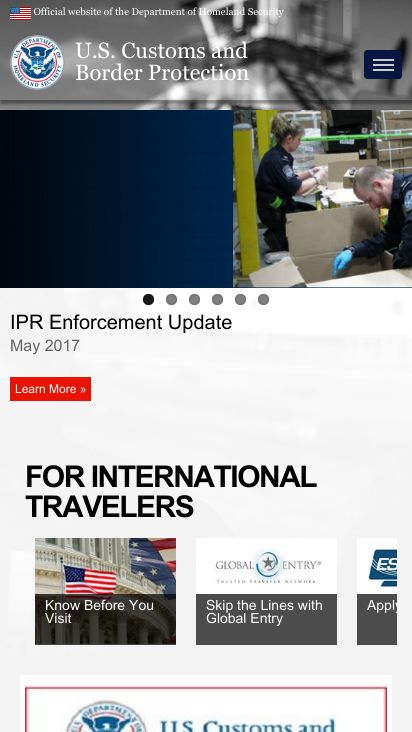 Official website of the Department of Homeland Security
U.S. Customs and
Border Protection
IPR Enforcement Update
May 2017
Learn More »
FOR INTERNATIONAL
TRAVELERS
GLOBAL ENTRY®
TRUSTED TRAVELER NETWORK
ES
Know Before You
Visit
Skip the Lines with
Global Entry
Apply
U.S. Customs and